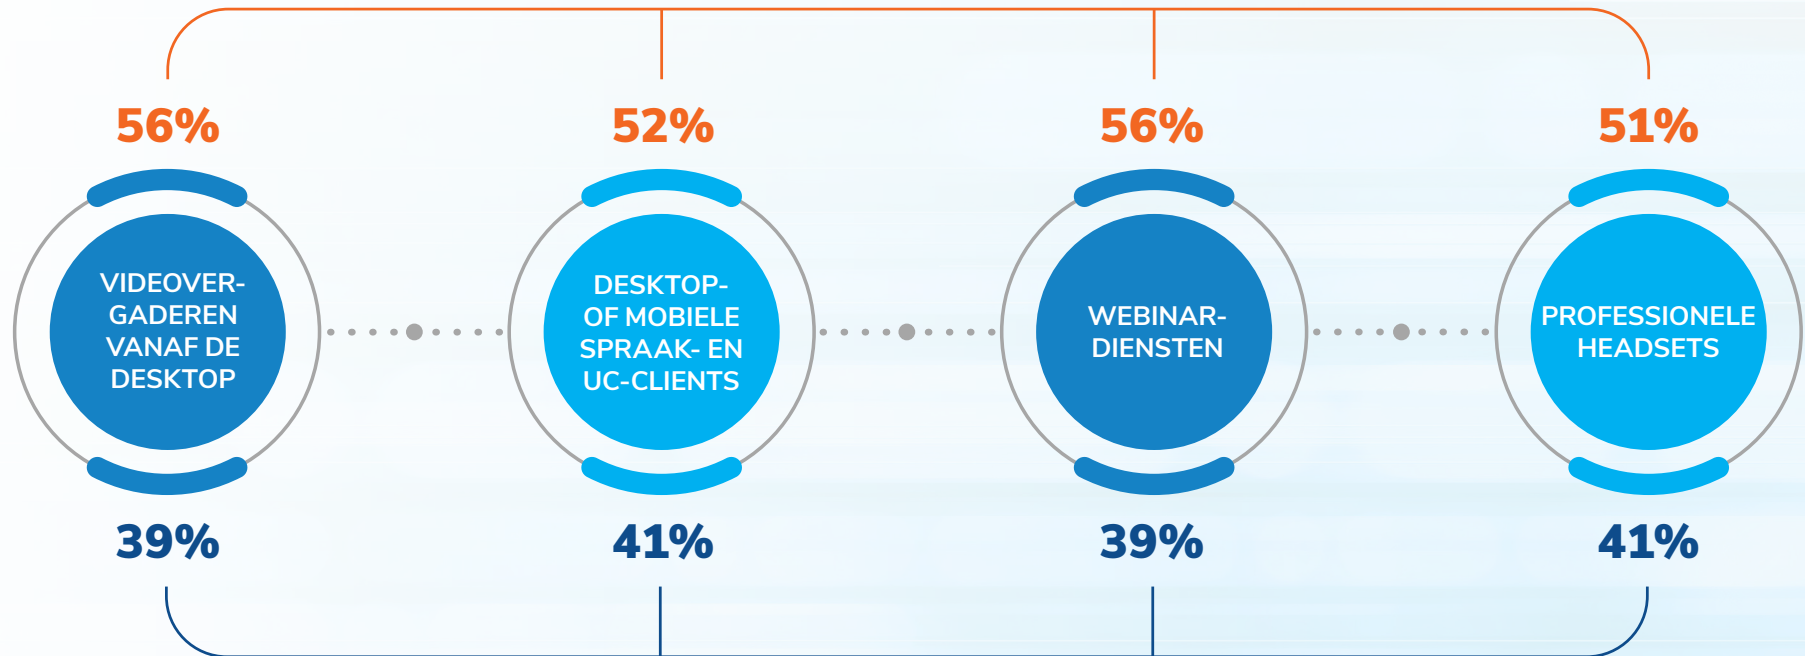 56%
52%
56%
51%
VIDEOVER-
GADEREN
VANAF DE
DESKTOP
DESKTOP-
OF MOBIELE
SPRAAK- EN
UC-CLIENTS
WEBINAR-
DIENSTEN
PROFESSIONELE
HEADSETS
39%
41%
39%
41%